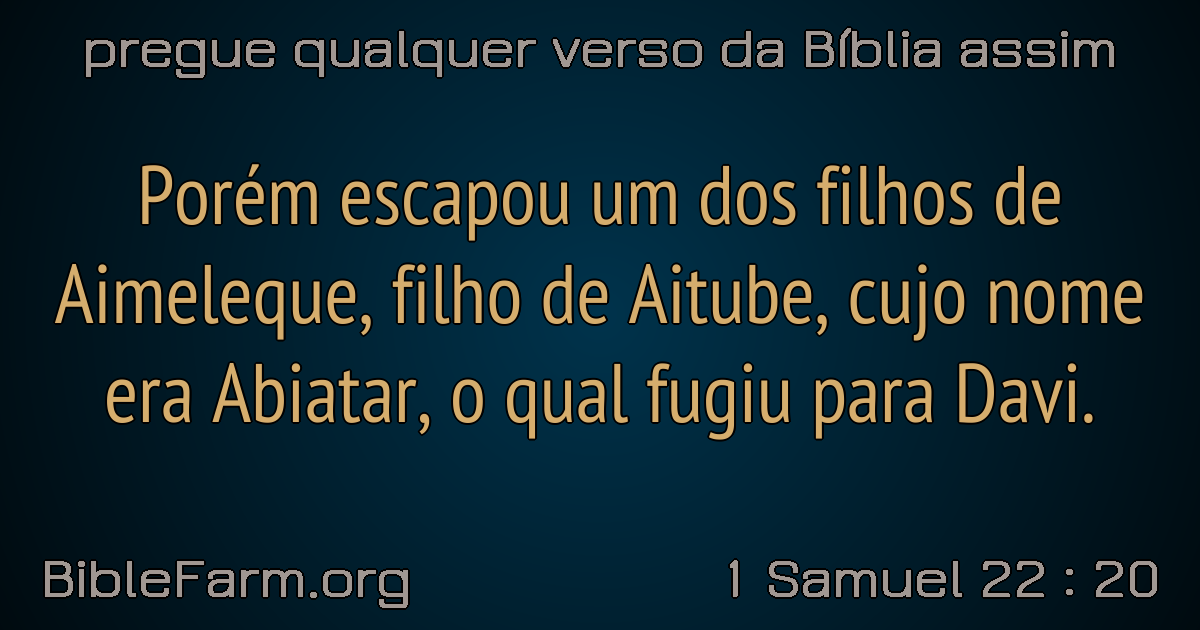 pregue qualquer verso da Bíblia assim
Porém escapou um dos filhos de
Aimeleque, filho de Aitube, cujo nome
era Abiatar, o qual fugiu para Davi.
BibleFarm.org
1 Samuel 22 : 20